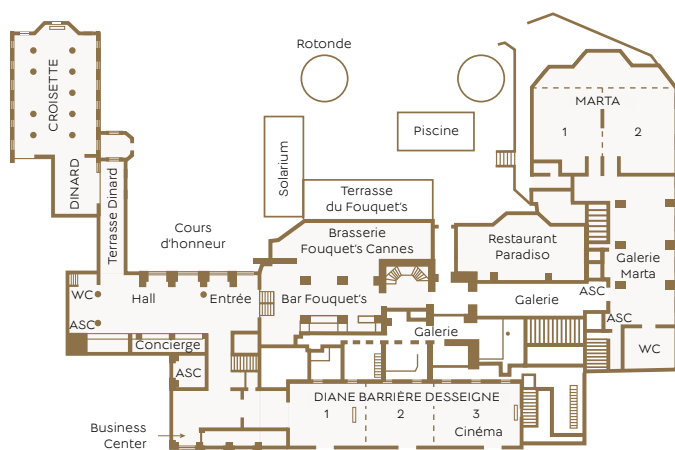 Rotonde
CROISETTE
MARTA
1
2
Piscine
Solarium
DINARD
Terrasse Dinard
Terrasse
du Fouquet's
Cours
d'honneur
Brasserie
Fouquet's Cannes
Restaurant
Paradiso
Galerie
Marta
WC
Hall
Entrée
Bar Fouquet's
Galerie
ASC
ASC
ASC
Galerie
Concierge
WC
ASC
DIANE BARRIÈRE DESSEIGNE
1
2
3
Cinéma
Business
Center